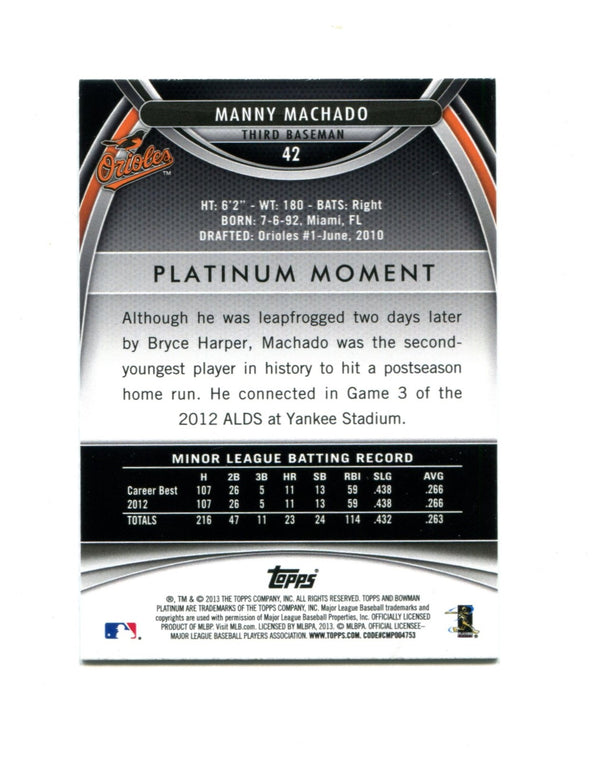 MANNY MACHADO
THIRD BASEMAN
42
Orioles TM
HT: 6'2" - WT: 180 - BATS: Right
BORN: 7-6-92, Miami, FL
DRAFTED: Orioles #1-June, 2010
PLATINUM MOMENT
Although he was leapfrogged two days later
by Bryce Harper, Machado was the second-
youngest player in history to hit a postseason
home run. He connected in Game 3 of the
2012 ALDS at Yankee Stadium.
MINOR LEAGUE BATTING RECORD
H 2B 3B HR SB RBI SLG AVG
Career Best 107 26 5 11 13 59 .438 .266
2012 107 26 5 11 13 59 .438 .266
TOTALS 216 47 11 23 24 114 .432 .263
Topps
®, TM & © 2013 THE TOPPS COMPANY, INC. ALL RIGHTS RESERVED. TOPPS AND BOWMAN
PLATINUM ARE TRADEMARKS OF THE TOPPS COMPANY, INC. Major League Baseball trademarks and
copyrights are used with permission of Major League Baseball Properties, Inc. OFFICIALLY LICENSED
PRODUCT OF MLBP. Visit MLB.com. LICENSED BY MLBPA, 2013. © MLBPA. OFFICIAL LICENSEE–
MAJOR LEAGUE BASEBALL PLAYERS ASSOCIATION. WWW.TOPPS.COM. CODE#CMP004753